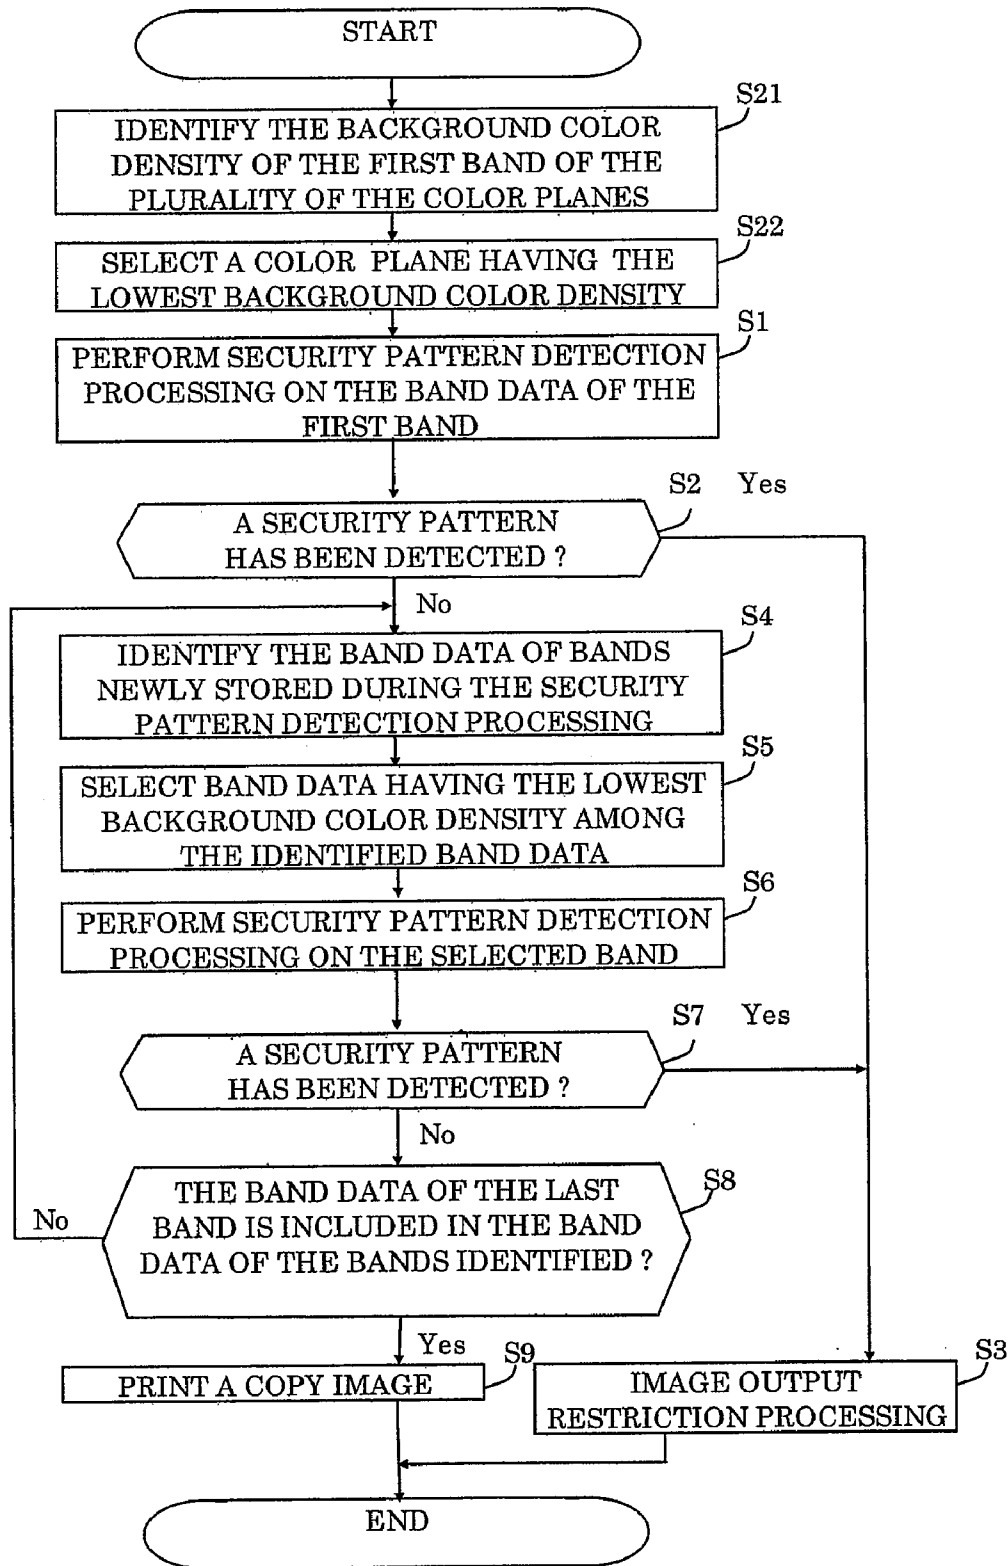 START
S21
IDENTIFY THE BACKGROUND COLOR
DENSITY OF THE FIRST BAND OF THE
PLURALITY OF THE COLOR PLANES
S22
SELECT A COLOR PLANE HAVING THE
LOWEST BACKGROUND COLOR DENSITY
S1
PERFORM SECURITY PATTERN DETECTION
PROCESSING ON THE BAND DATA OF THE
FIRST BAND
S2 Yes
A SECURITY PATTERN
HAS BEEN DETECTED ?
No
S4
IDENTIFY THE BAND DATA OF BANDS
NEWLY STORED DURING THE SECURITY
PATTERN DETECTION PROCESSING
S5
SELECT BAND DATA HAVING THE LOWEST
BACKGROUND COLOR DENSITY AMONG
THE IDENTIFIED BAND DATA
S6
PERFORM SECURITY PATTERN DETECTION
PROCESSING ON THE SELECTED BAND
S7 Yes
A SECURITY PATTERN
HAS BEEN DETECTED ?
No
S8
THE BAND DATA OF THE LAST
BAND IS INCLUDED IN THE BAND
DATA OF THE BANDS IDENTIFIED ?
No
Yes
S9
PRINT A COPY IMAGE
S3
IMAGE OUTPUT
RESTRICTION PROCESSING
END